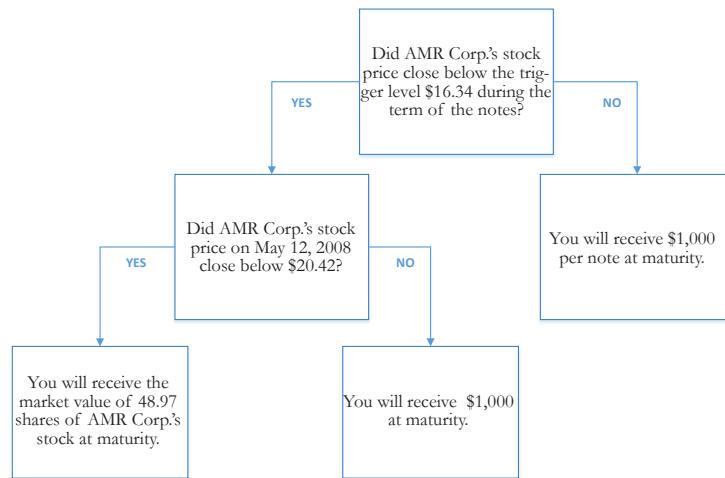 Did AMR Corp.'s stock
price close below the trig-
ger level $16.34 during the
term of the notes?
YES
NO
Did AMR Corp.'s stock
price on May 12, 2008
close below $20.42?
You will receive $1,000
per note at maturity.
YES
NO
You will receive the
market value of 48.97
shares of AMR Corp.'s
stock at maturity.
You will receive $1,000
at maturity.